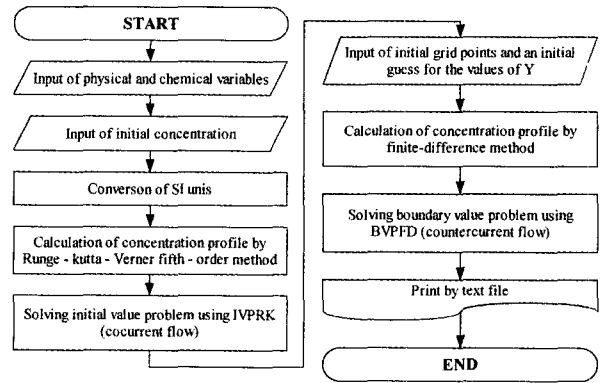 START
Input of physical and chemical variables
Input of initial concentration
Converson of SI unis
Calculation of concentration profile by
Runge - kutta - Verner fifth - order method
Solving initial value problem using IVPRK
(cocurrent flow)
Input of initial grid points and an initial
guess for the values of Y
Calculation of concentration profile by
finite-difference method
Solving boundary value problem using
BVPFD (countercurrent flow)
Print by text file
END